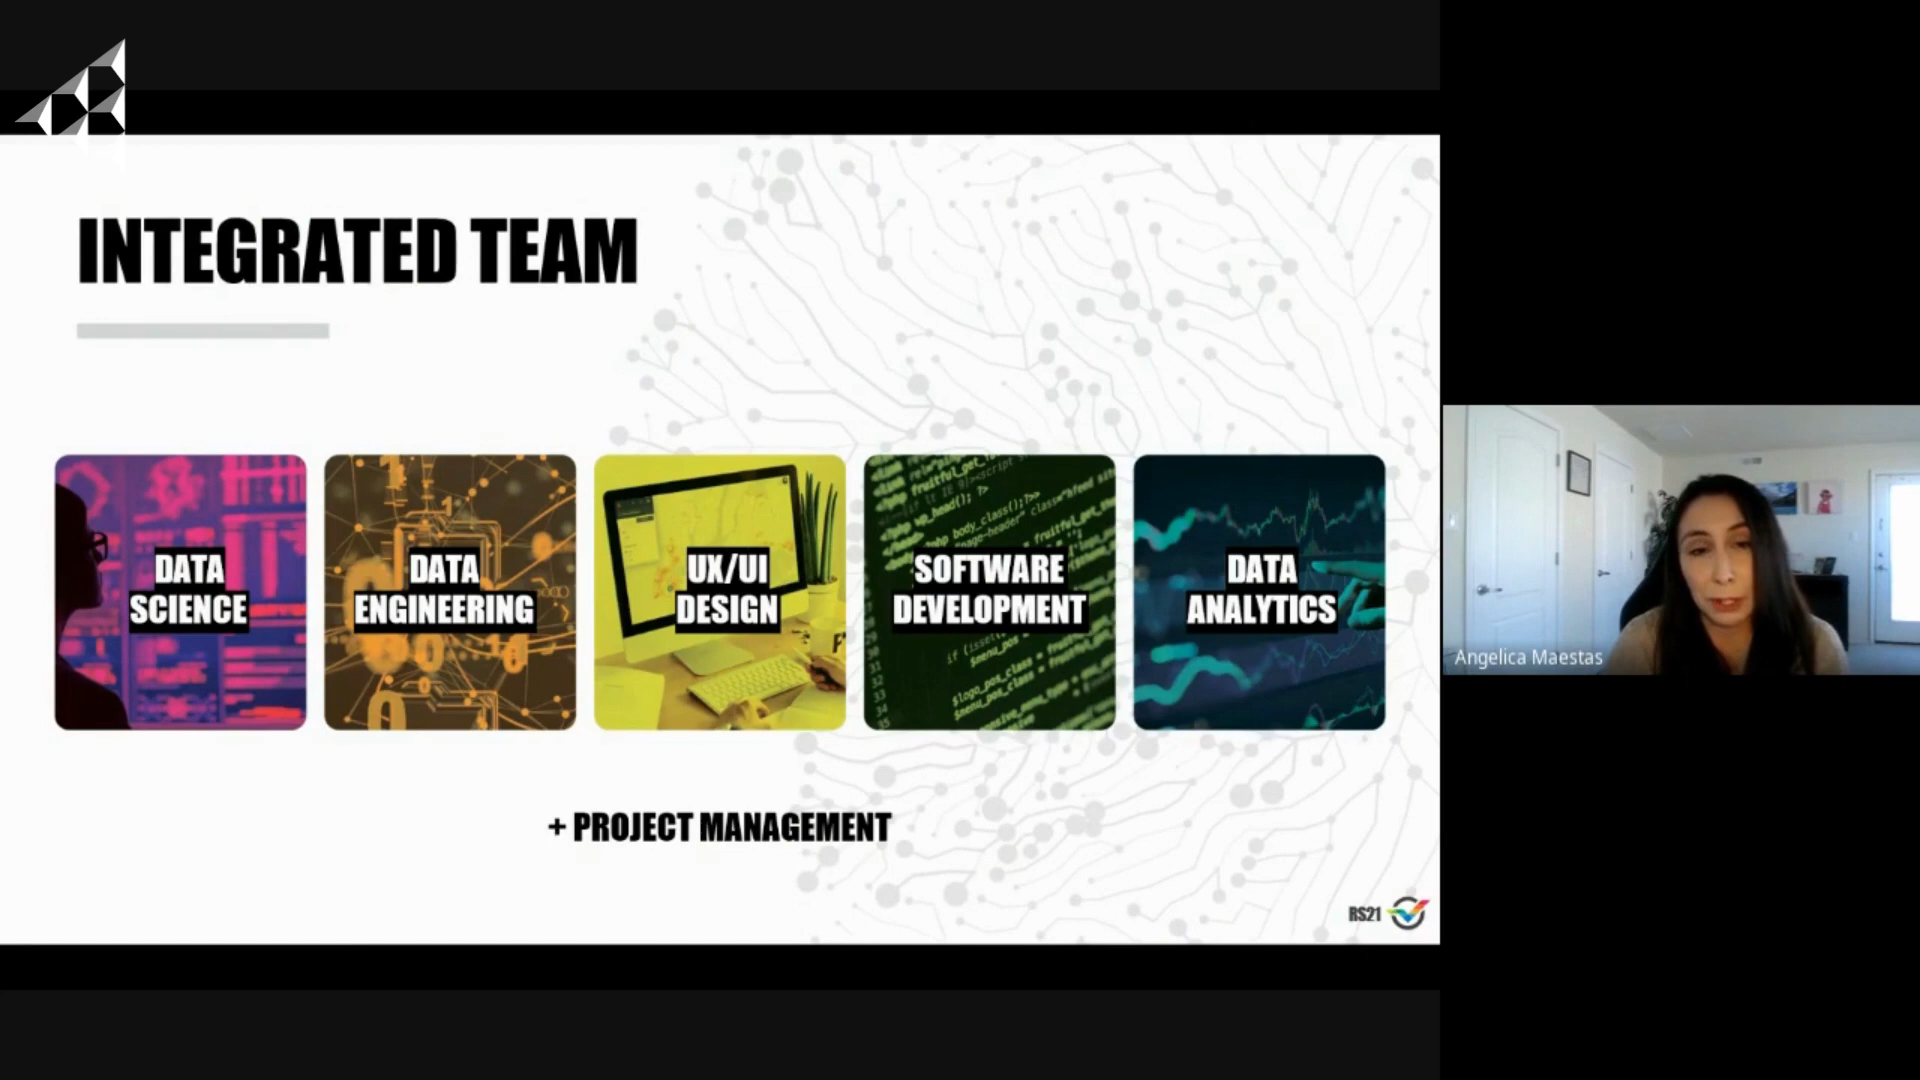 INTEGRATED TEAM
DATA
SCIENCE
DATA
ENGINEERING
UX/UI
DESIGN
SOFTWARE
DEVELOPMENT
DATA
ANALYTICS
+ PROJECT MANAGEMENT
RS21
Angelica Maestas